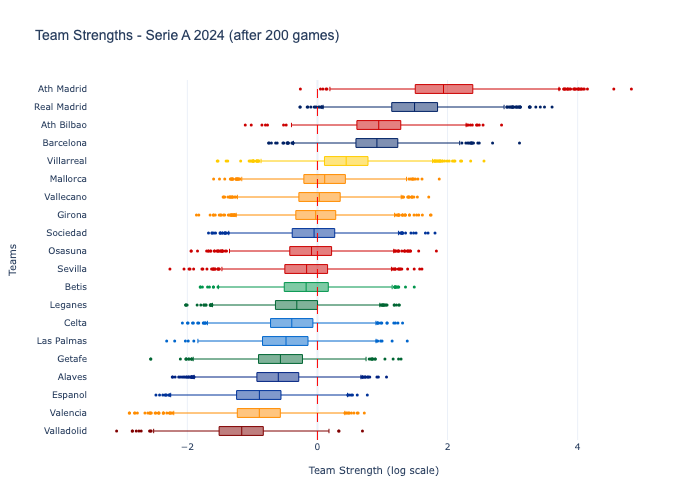 Team Strengths - Serie A 2024 (after 200 games)
Ath Madrid
Real Madrid
Ath Bilbao
Barcelona
Villarreal
Mallorca
Vallecano
Girona
Sociedad
Osasuna
Sevilla
Betis
Leganes
Celta
Las Palmas
Getafe
Alaves
Espanol
Valencia
Valladolid
Teams
−2 0 2 4
Team Strength (log scale)